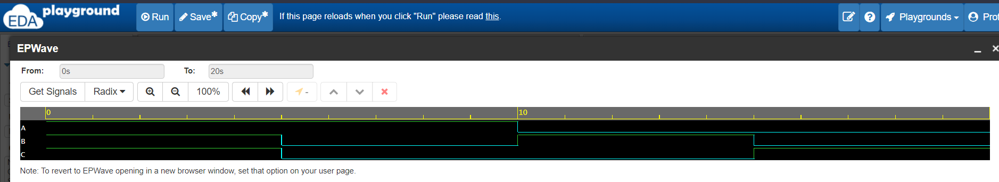 EDA playground
Run
Save*
Copy*
If this page reloads when you click "Run" please read this.
Playgrounds
EPWave
From: 0s To: 20s
Get Signals Radix 100% -
0 10
A
B
C
Note: To revert to EPWave opening in a new browser window, set that option on your user page.